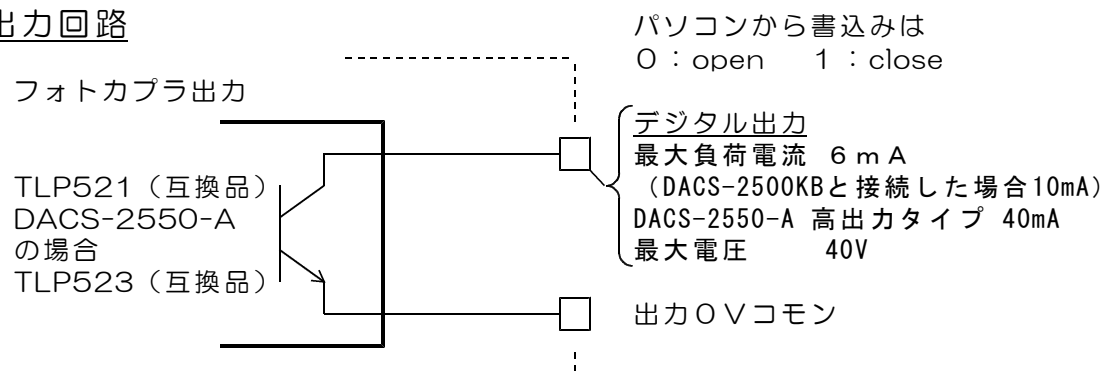 出力回路
パソコンから書込みは
０：open　１：close
フォトカプラ出力
デジタル出力
最大負荷電流 ６ｍＡ
（DACS-2500KBと接続した場合10mA）
DACS-2550-A 高出力タイプ 40mA
最大電圧　　40V
TLP521（互換品）
DACS-2550-A
の場合
TLP523（互換品）
出力０Ｖコモン